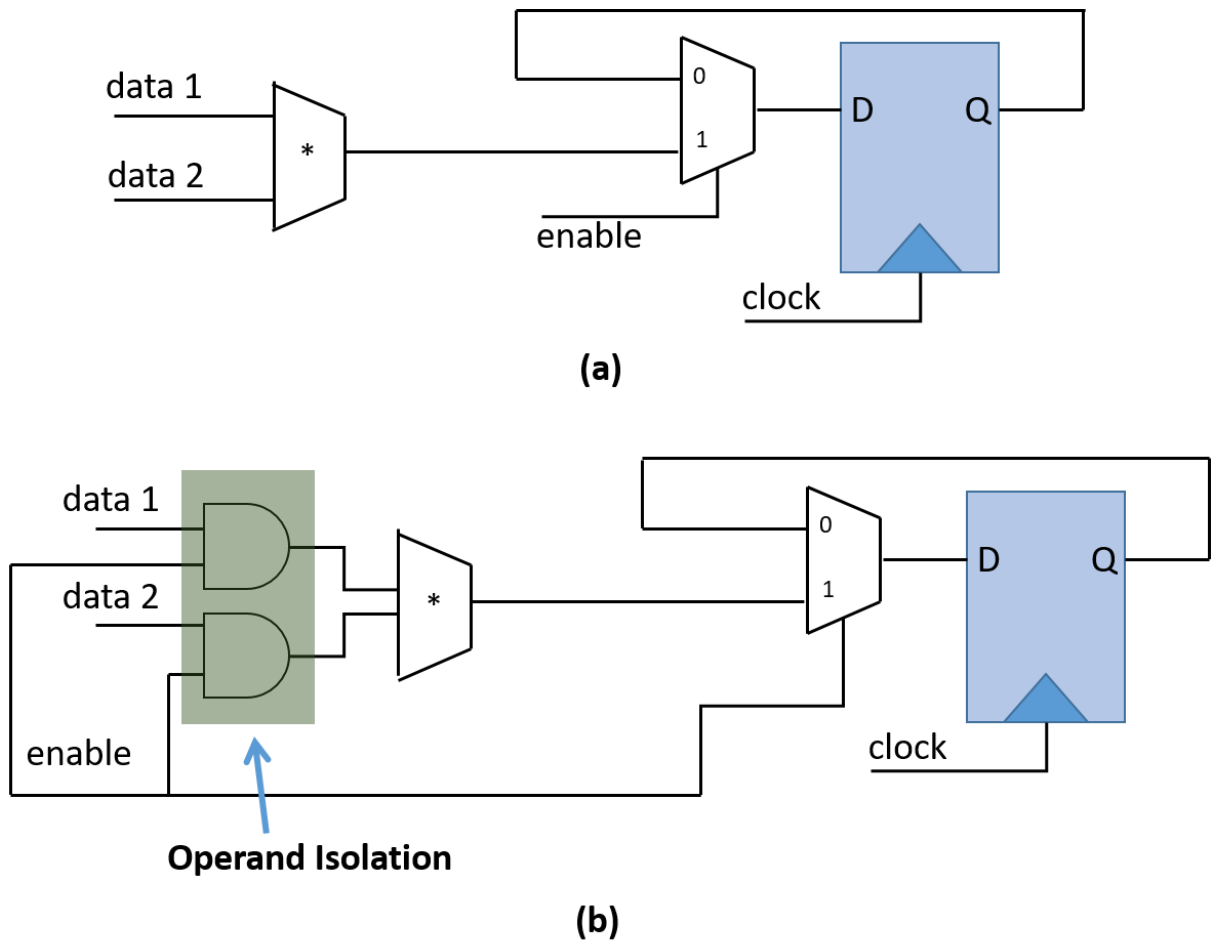 data 1
data 2
*
0
1
enable
D
Q
clock
(a)
data 1
data 2
*
enable
0
1
D
Q
clock
Operand Isolation
(b)